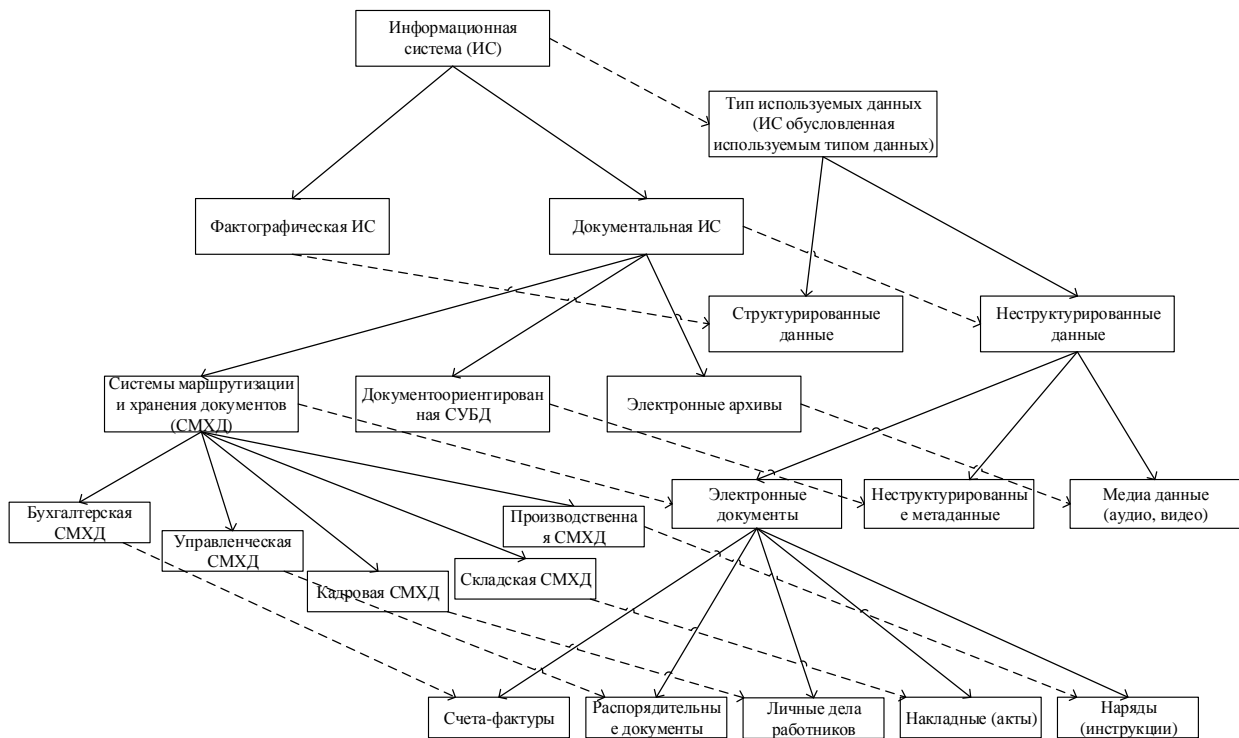 Информационная
система (ИС)
Тип используемых данных
(ИС обусловленная
используемым типом данных)
Фактографическая ИС
Документальная ИС
Структурированные
данные
Неструктурированные
данные
Системы маршрутизации
и хранения документов
(СМХД)
Документоориентирован
ная СУБД
Электронные архивы
Бухгалтерская
СМХД
Управленческая
СМХД
Кадровая СМХД
Складская СМХД
Производственна
я СМХД
Электронные
документы
Неструктурированны
е метаданные
Медиа данные
(аудио, видео)
Счета-фактуры
Распорядительны
е документы
Личные дела
работников
Накладные (акты)
Наряды
(инструкции)